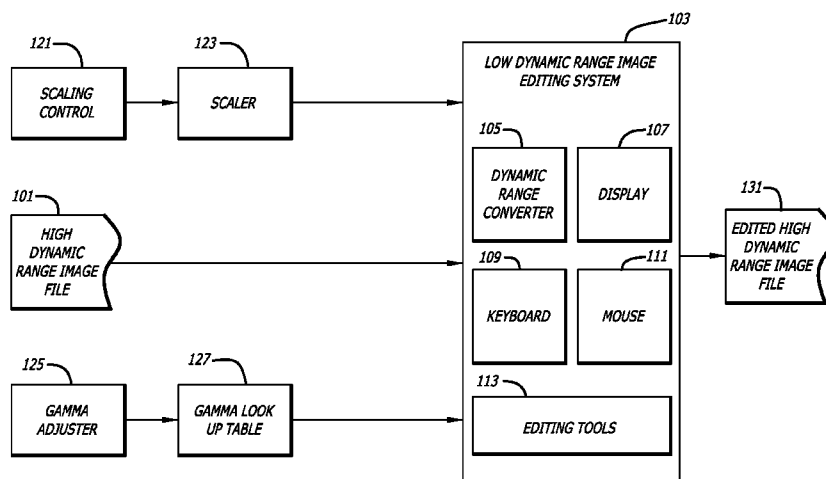 121
SCALING
CONTROL
123
SCALER
103
LOW DYNAMIC RANGE IMAGE
EDITING SYSTEM
105
DYNAMIC
RANGE
CONVERTER
107
DISPLAY
101
HIGH
DYNAMIC
RANGE IMAGE
FILE
131
EDITED HIGH
DYNAMIC
RANGE IMAGE
FILE
109
KEYBOARD
111
MOUSE
125
GAMMA
ADJUSTER
127
GAMMA LOOK
UP TABLE
113
EDITING TOOLS